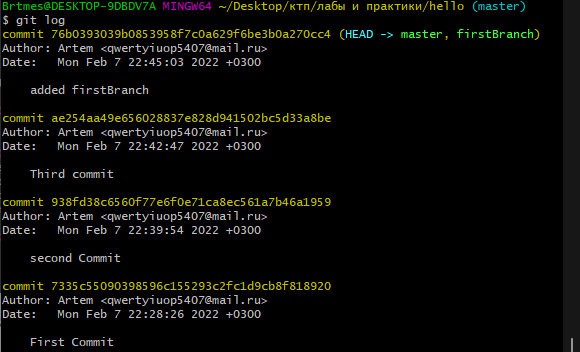 Brtmes@DESKTOP-9DBDV7A MINGW64 ~/Desktop/ктп/лабы и практики/hello (master)
$ git log
commit 76b0393039b0853958f7c0a629f6be3b0a270cc4 (HEAD -> master, firstBranch)
Author: Artem <qwertyiuop5407@mail.ru>
Date:   Mon Feb 7 22:45:03 2022 +0300
    added firstBranch
commit ae254aa49e656028837e828d941502bc5d33a8be
Author: Artem <qwertyiuop5407@mail.ru>
Date:   Mon Feb 7 22:42:47 2022 +0300
    Third commit
commit 938fd38c6560f77e6f0e71ca8ec561a7b46a1959
Author: Artem <qwertyiuop5407@mail.ru>
Date:   Mon Feb 7 22:39:54 2022 +0300
    second Commit
commit 7335c55090398596c155293c2fc1d9cb8f818920
Author: Artem <qwertyiuop5407@mail.ru>
Date:   Mon Feb 7 22:28:26 2022 +0300
    First Commit